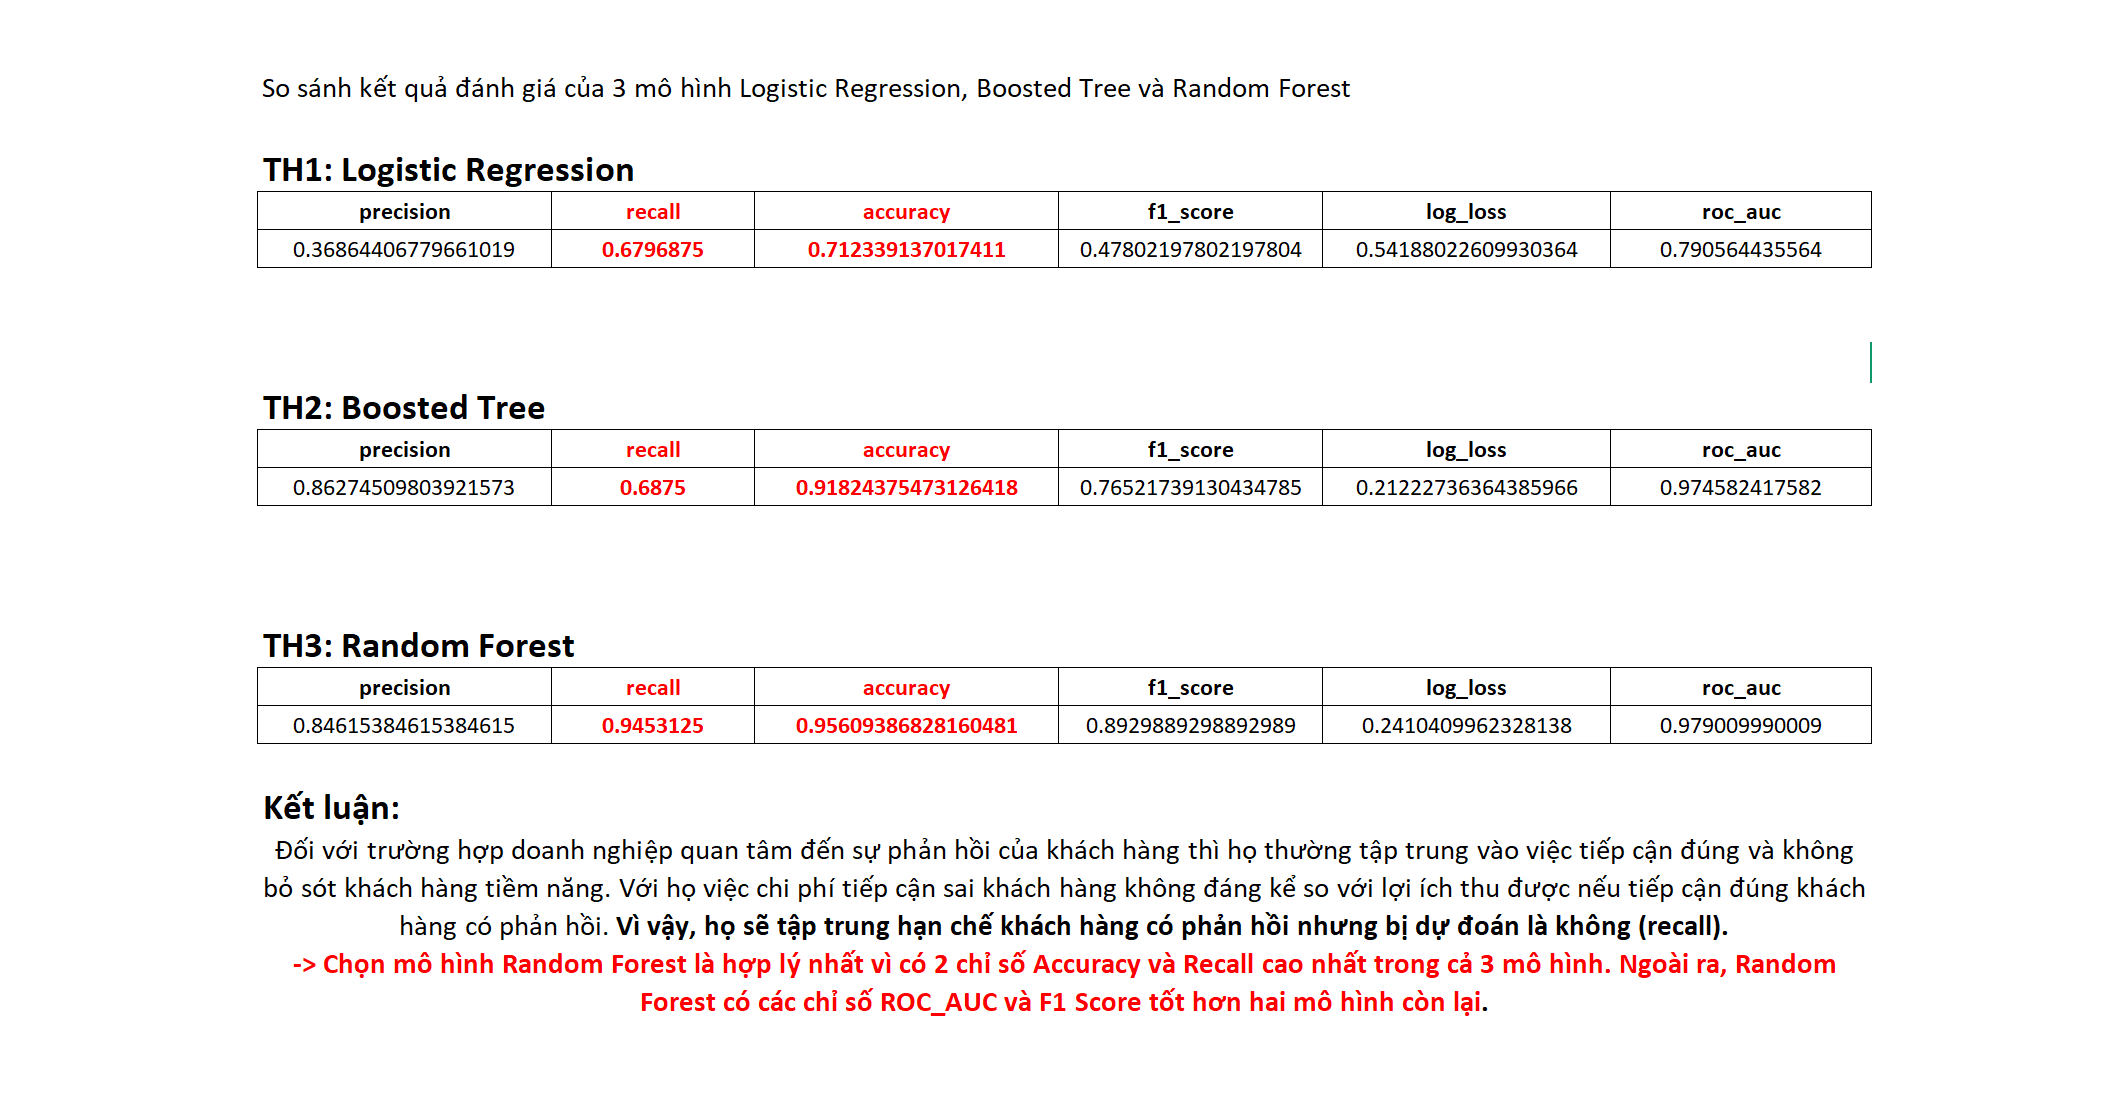 So sánh kết quả đánh giá của 3 mô hình Logistic Regression, Boosted Tree và Random Forest
TH1: Logistic Regression
precision recall accuracy f1_score log_loss roc_auc
0.36864406779661019 0.6796875 0.712339137017411 0.47802197802197804 0.54188022609930364 0.790564435564
TH2: Boosted Tree
precision recall accuracy f1_score log_loss roc_auc
0.86274509803921573 0.6875 0.91824375473126418 0.76521739130434785 0.21222736364385966 0.974582417582
TH3: Random Forest
precision recall accuracy f1_score log_loss roc_auc
0.84615384615384615 0.9453125 0.95609386828160481 0.8929889298892989 0.2410409962328138 0.979009990009
Kết luận:
Đối với trường hợp doanh nghiệp quan tâm đến sự phản hồi của khách hàng thì họ thường tập trung vào việc tiếp cận đúng và không
bỏ sót khách hàng tiềm năng. Với họ việc chi phí tiếp cận sai khách hàng không đáng kể so với lợi ích thu được nếu tiếp cận đúng khách
hàng có phản hồi. Vì vậy, họ sẽ tập trung hạn chế khách hàng có phản hồi nhưng bị dự đoán là không (recall).
-> Chọn mô hình Random Forest là hợp lý nhất vì có 2 chỉ số Accuracy và Recall cao nhất trong cả 3 mô hình. Ngoài ra, Random
Forest có các chỉ số ROC_AUC và F1 Score tốt hơn hai mô hình còn lại.